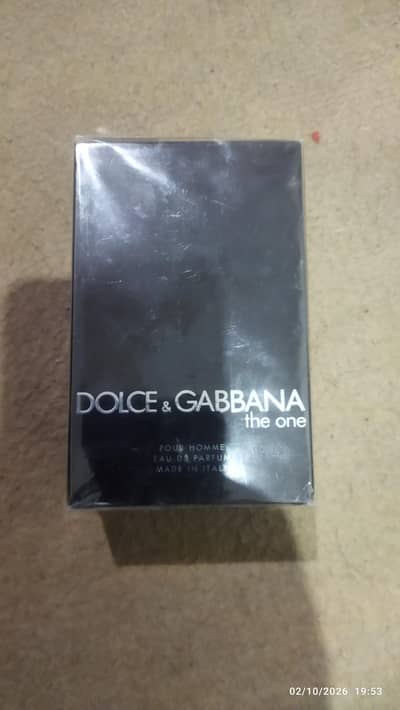 DOLCE & GABBANA
the one
POUR HOMME
EAU DE PARFUM
MADE IN ITALY
02/10/2026 19:53